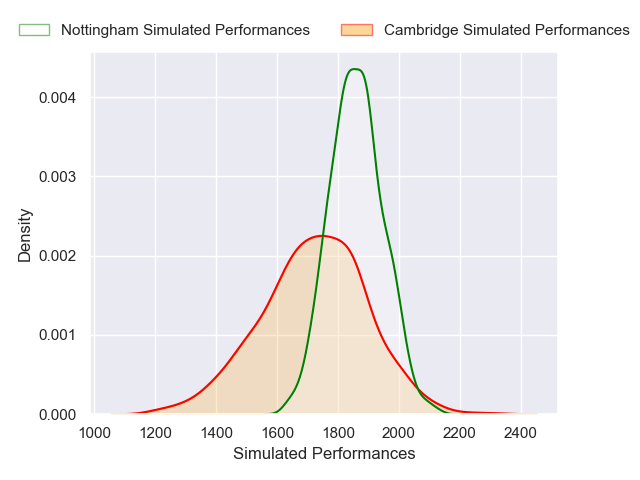 Nottingham Simulated Performances Cambridge Simulated Performances
0.004
0.003
0.002
0.001
0.000
Density
1000 1200 1400 1600 1800 2000 2200 2400
Simulated Performances